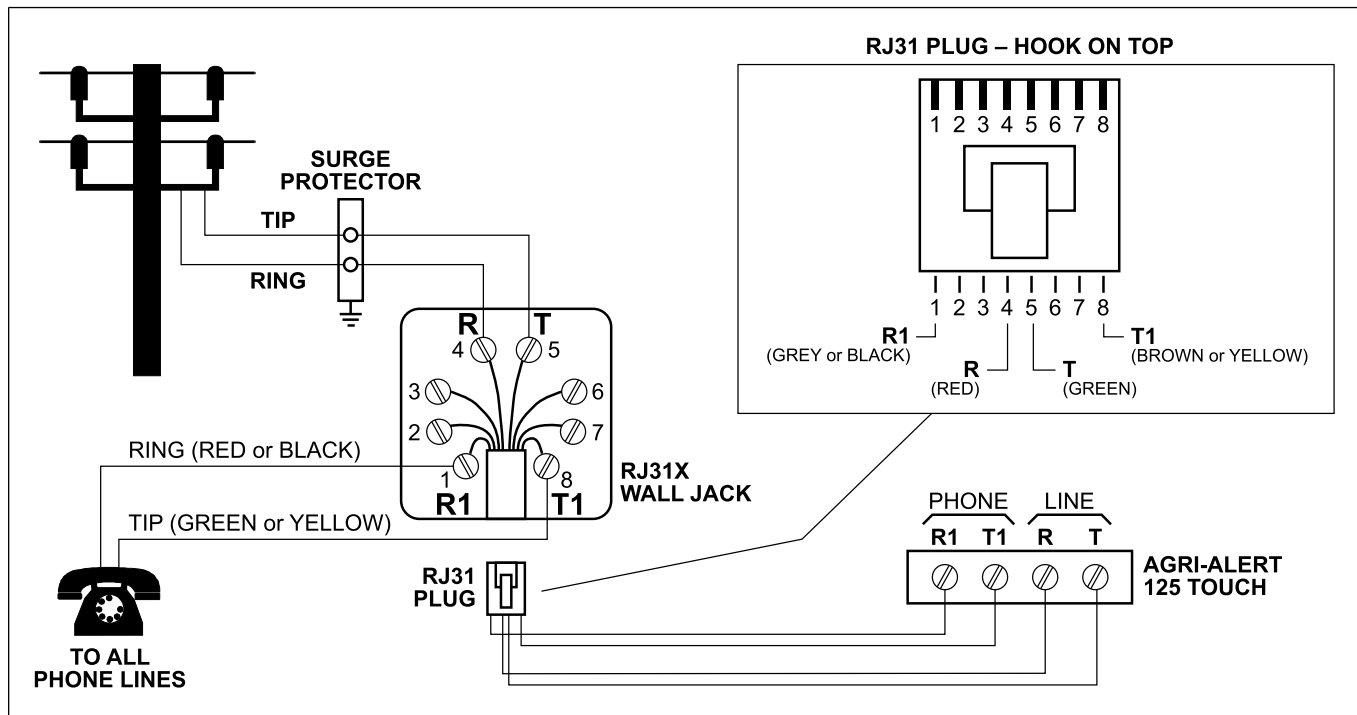 RJ31 PLUG – HOOK ON TOP
1 2 3 4 5 6 7 8
1 2 3 4 5 6 7 8
R1
(GREY or BLACK)
R
(RED)
T
(GREEN)
T1
(BROWN or YELLOW)
SURGE
PROTECTOR
TIP
RING
R T
4 5
3 6
2 7
1 8
R1 T1
RJ31X
WALL JACK
RING (RED or BLACK)
TIP (GREEN or YELLOW)
TO ALL
PHONE LINES
RJ31
PLUG
PHONE LINE
R1 T1 R T
AGRI-ALERT
125 TOUCH